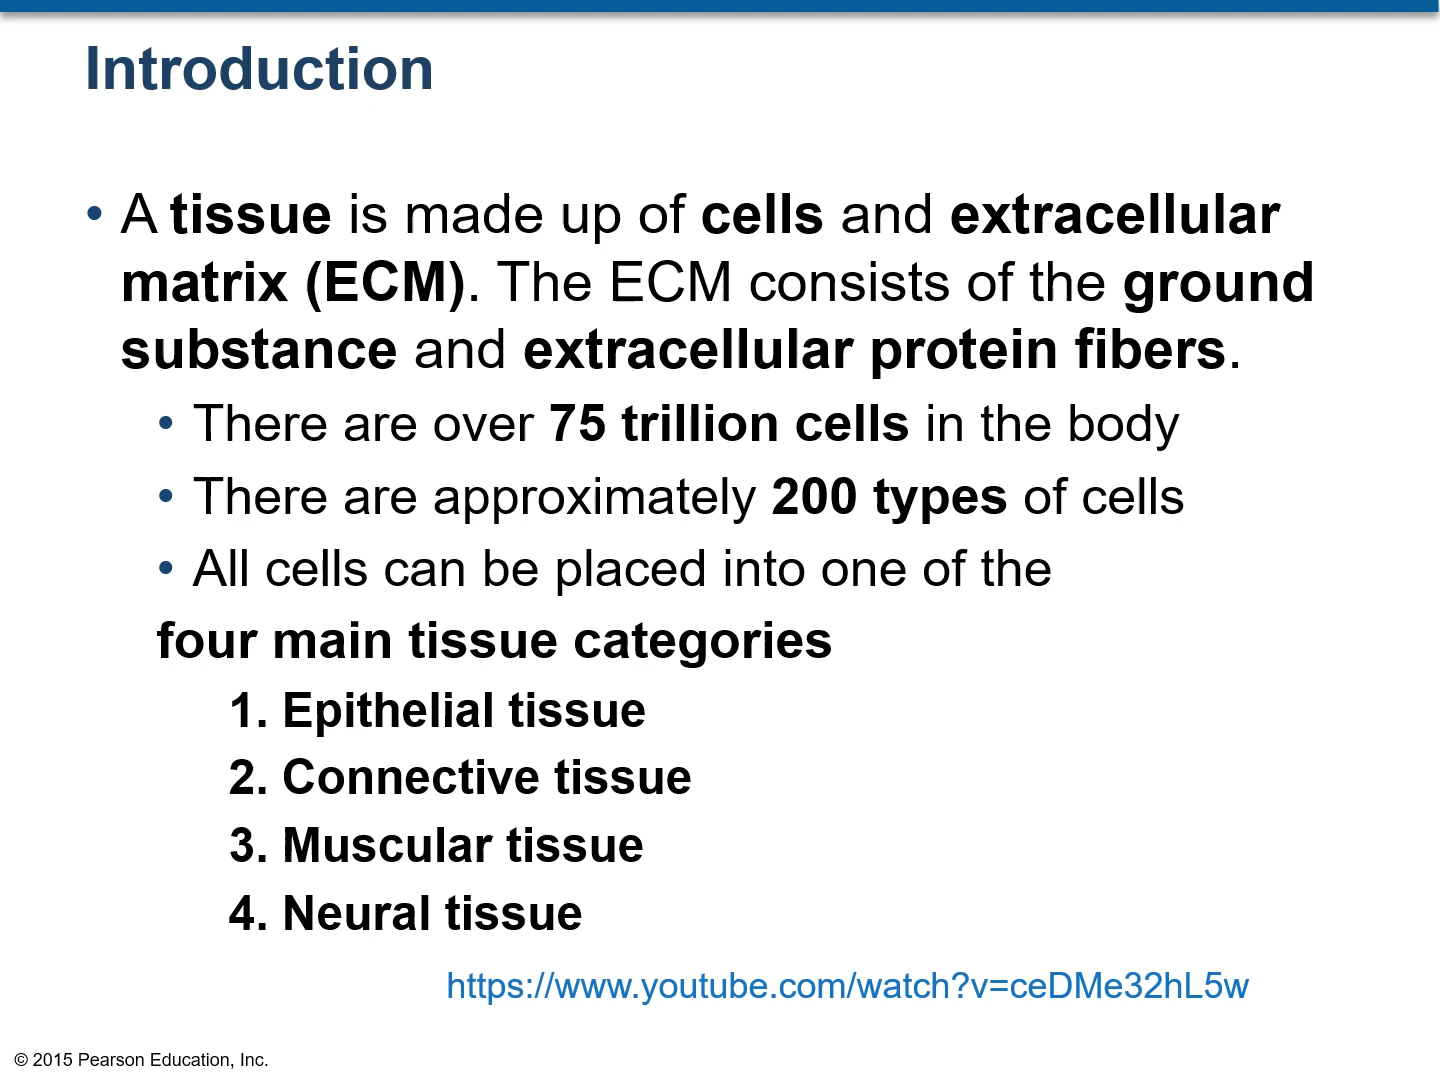 Introduction
• A tissue is made up of cells and extracellular
matrix (ECM). The ECM consists of the ground
substance and extracellular protein fibers.
• There are over 75 trillion cells in the body
• There are approximately 200 types of cells
• All cells can be placed into one of the
four main tissue categories
1. Epithelial tissue
2. Connective tissue
3. Muscular tissue
4. Neural tissue
https://www.youtube.com/watch?v=ceDMe32hL5w
© 2015 Pearson Education, Inc.